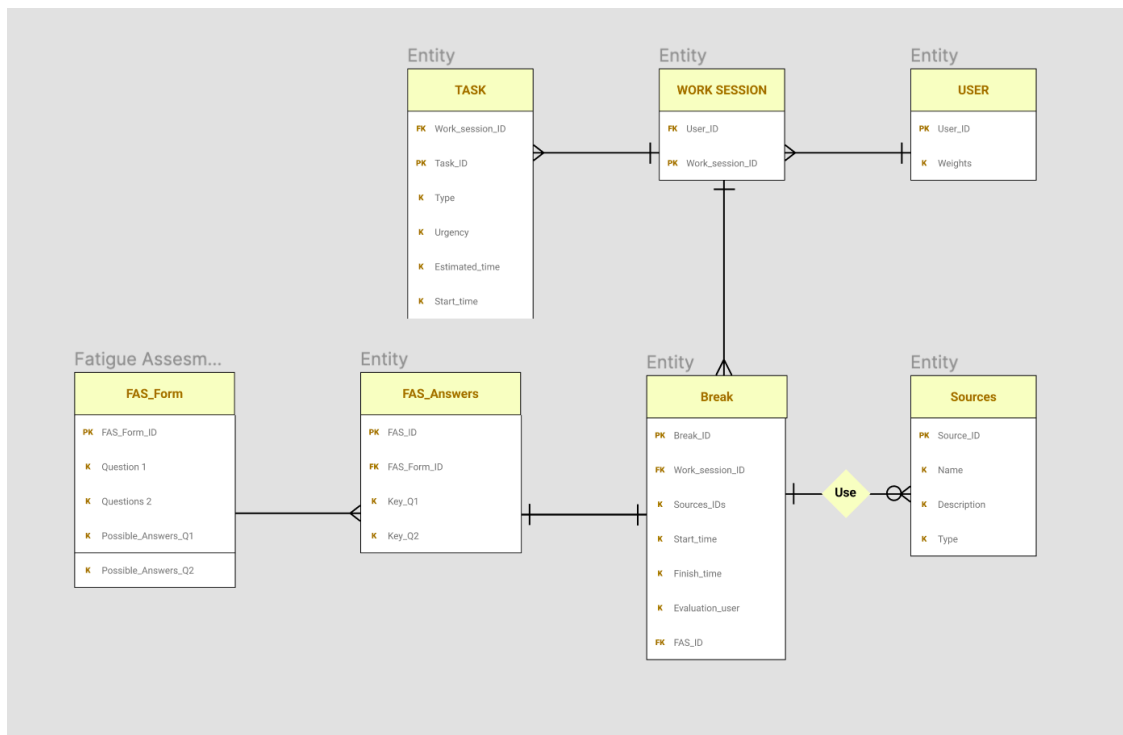 Entity
TASK
FK Work_session_ID
PK Task_ID
K Type
K Urgency
K Estimated_time
K Start_time
Entity
WORK SESSION
FK User_ID
PK Work_session_ID
Entity
USER
PK User_ID
K Weights
Fatigue Assesm...
FAS_Form
PK FAS_Form_ID
K Question 1
K Questions 2
K Possible_Answers_Q1
K Possible_Answers_Q2
Entity
FAS_Answers
PK FAS_ID
FK FAS_Form_ID
K Key_Q1
K Key_Q2
Entity
Break
PK Break_ID
FK Work_session_ID
K Sources_IDs
K Start_time
K Finish_time
K Evaluation_user
FK FAS_ID
Use
Entity
Sources
PK Source_ID
K Name
K Description
K Type